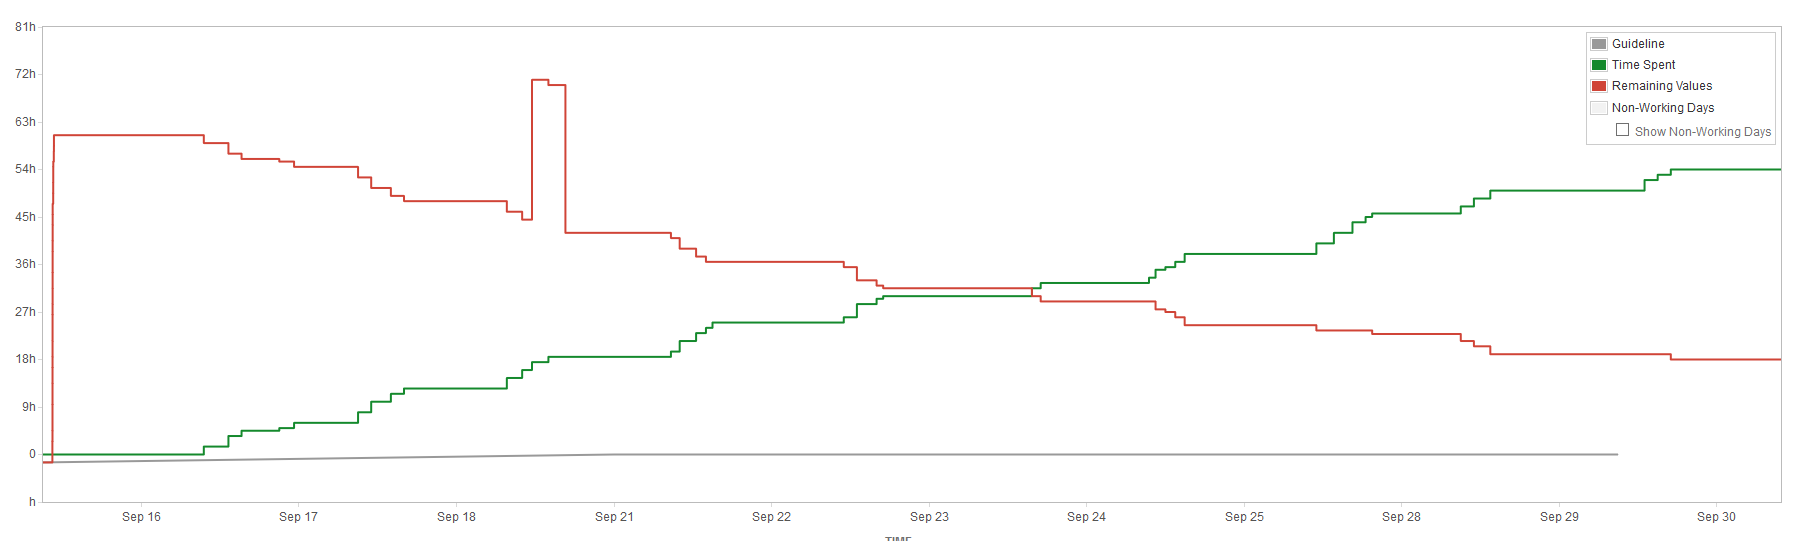 81h
72h
63h
54h
45h
36h
27h
18h
9h
0
h
Guideline
Time Spent
Remaining Values
Non-Working Days
Show Non-Working Days
Sep 16 Sep 17 Sep 18 Sep 21 Sep 22 Sep 23 Sep 24 Sep 25 Sep 28 Sep 29 Sep 30
TIME